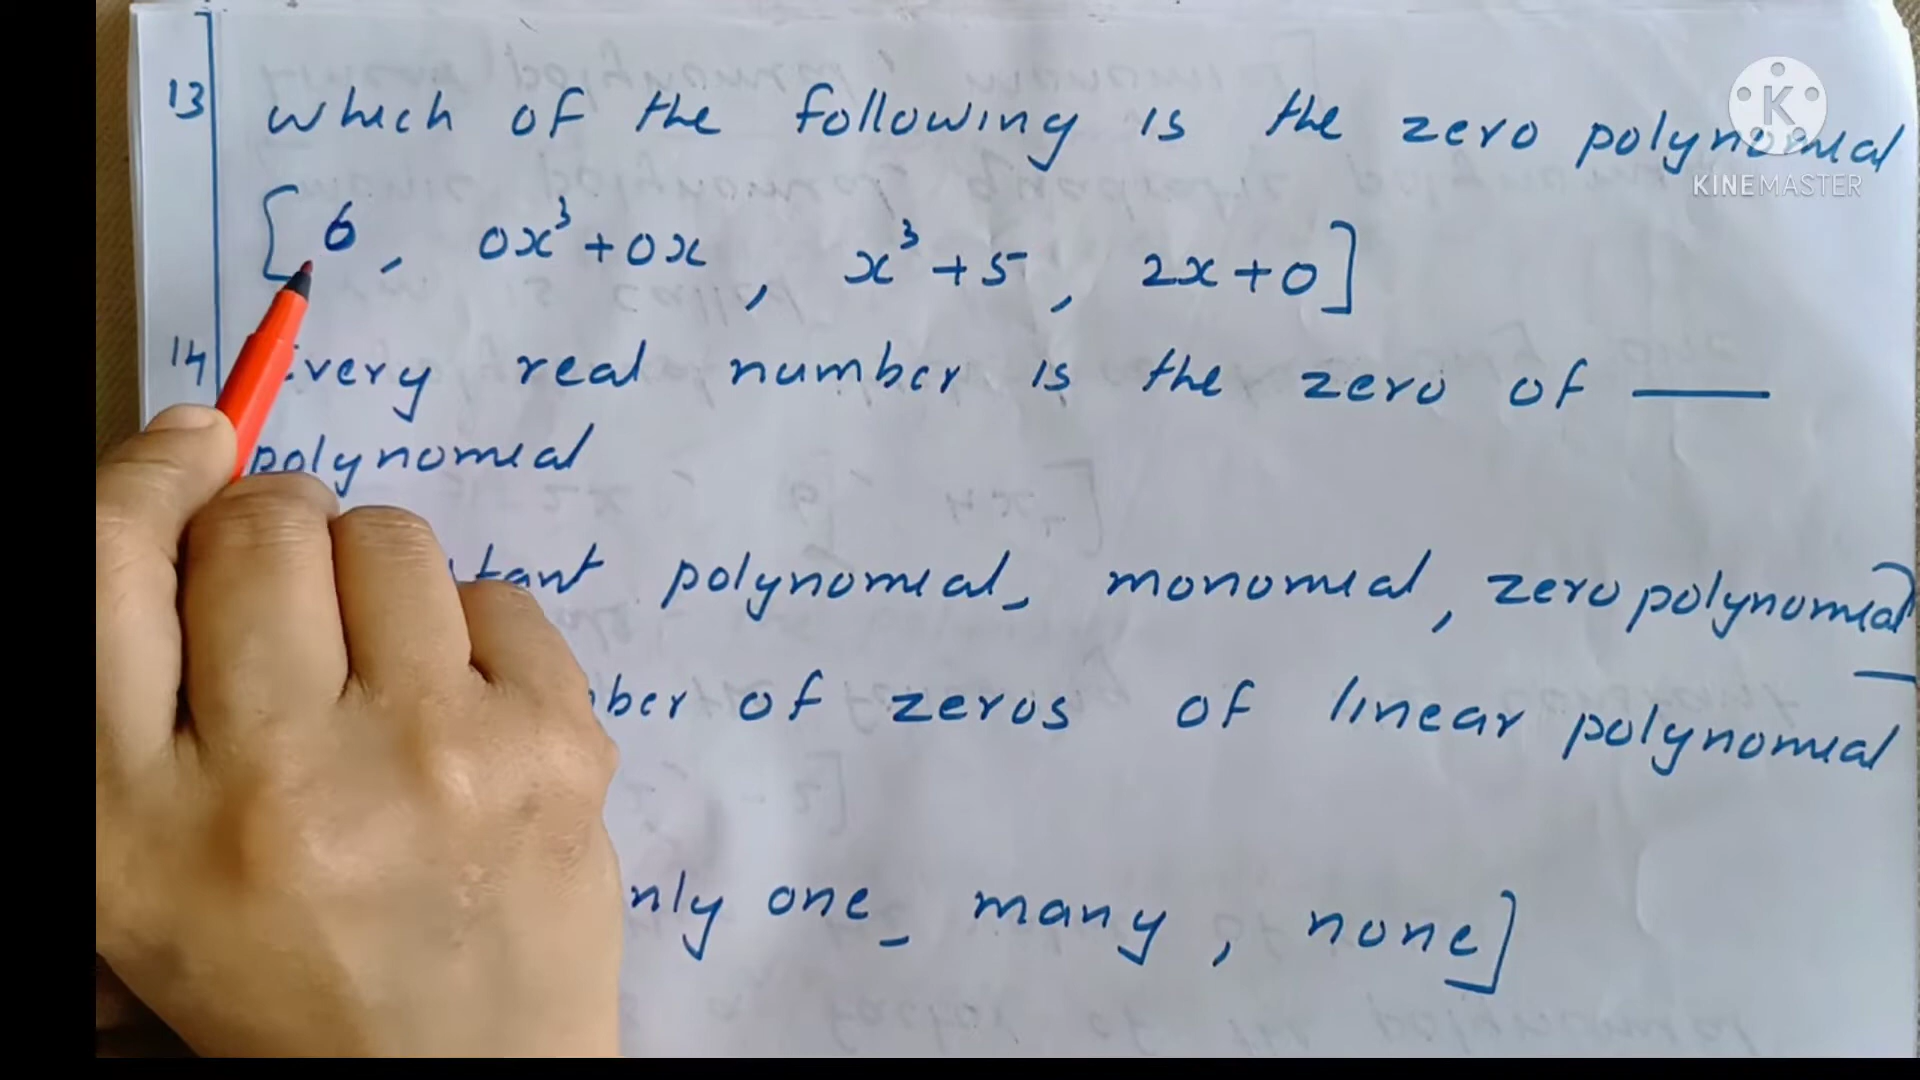 13 which of the following is the zero polynomial
KINEMASTER
[6, 0x³+0x, x³+5, 2x+0]
14 very real number is the zero of ___
polynomial
tant polynomial, monomial, zero polynomial]
ber of zeros of linear polynomial
nly one, many, none]